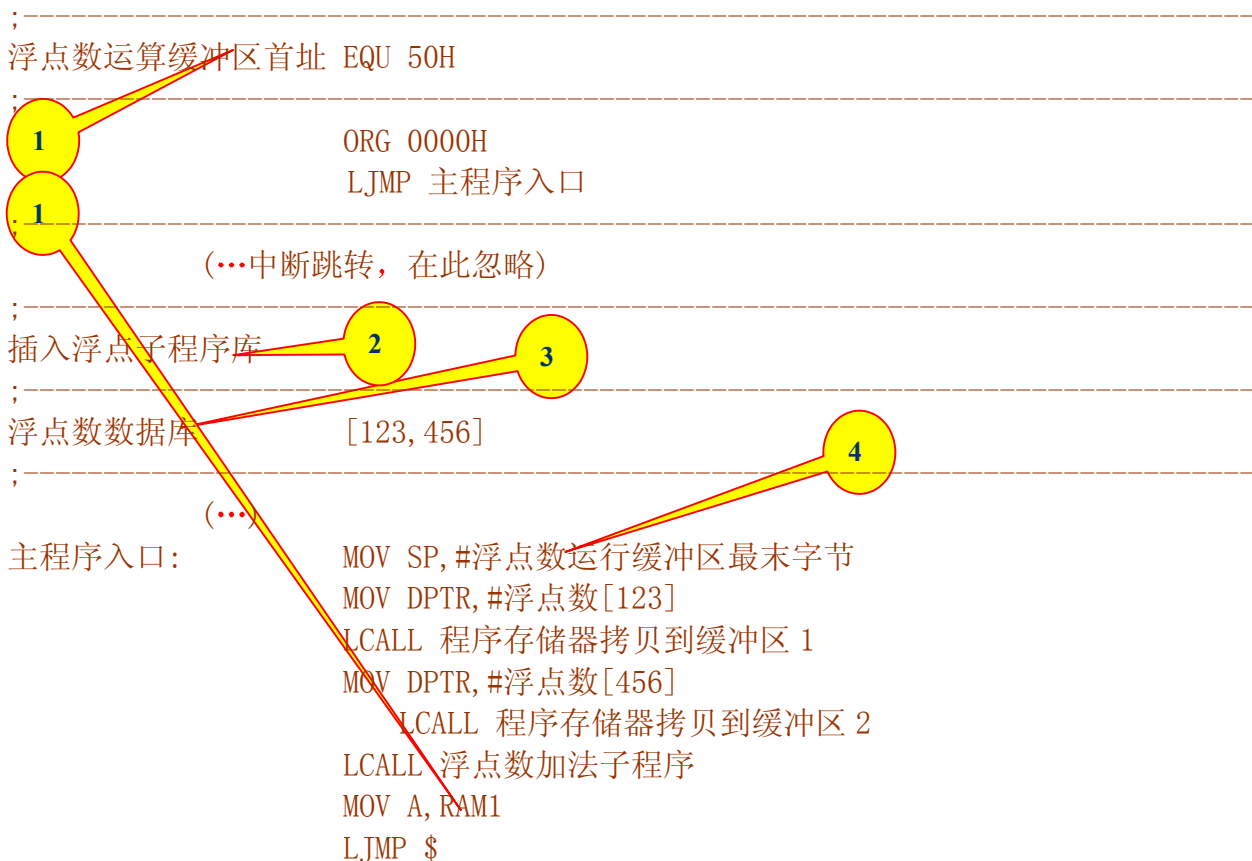 ;------------------------------------------------------------
浮点数运算缓冲区首址 EQU 50H
;------------------------------------------------------------
1 ORG 0000H
LJMP 主程序入口
1
;------------------------------------------------------------
(…中断跳转，在此忽略)
;------------------------------------------------------------
插入浮点子程序库 2
3
;------------------------------------------------------------
浮点数数据库 [123,456]
4
;------------------------------------------------------------
(…)
主程序入口: MOV SP,#浮点数运行缓冲区最末字节
MOV DPTR,#浮点数[123]
LCALL 程序存储器拷贝到缓冲区 1
MOV DPTR,#浮点数[456]
LCALL 程序存储器拷贝到缓冲区 2
LCALL 浮点数加法子程序
MOV A,RAM1
LJMP $